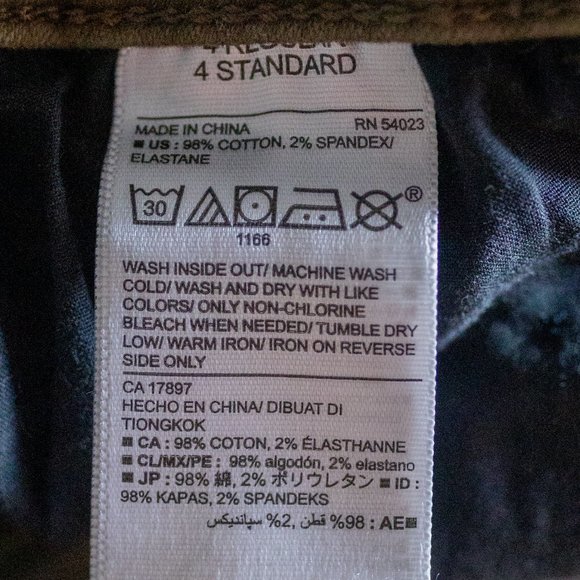 4 REGULAR
4 STANDARD
MADE IN CHINA RN 54023
■ US : 98% COTTON, 2% SPANDEX/
ELASTANE
30 ®
1166
WASH INSIDE OUT/ MACHINE WASH
COLD/ WASH AND DRY WITH LIKE
COLORS/ ONLY NON-CHLORINE
BLEACH WHEN NEEDED/ TUMBLE DRY
LOW/ WARM IRON/ IRON ON REVERSE
SIDE ONLY
CA 17897
HECHO EN CHINA/ DIBUAT DI
TIONGKOK
■ CA : 98% COTON, 2% ÉLASTHANNE
■ CL/MX/PE : 98% algodón, 2% elastano
■ JP : 98% 綿, 2% ポリウレタン ■ ID :
98% KAPAS, 2% SPANDEKS
■ AE : 98% قطن, 2% سپاندیکس